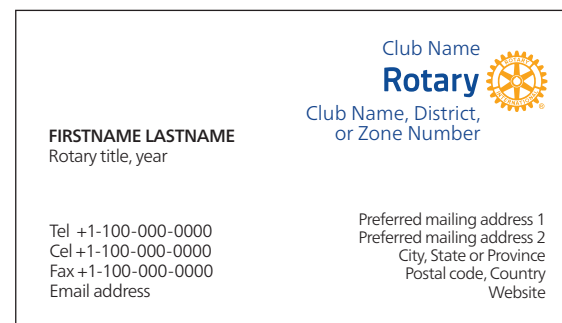 Club Name
Rotary
ROTARY
INTERNATIONAL
Club Name, District,
or Zone Number
FIRSTNAME LASTNAME
Rotary title, year
Tel +1-100-000-0000
Cel +1-100-000-0000
Fax +1-100-000-0000
Email address
Preferred mailing address 1
Preferred mailing address 2
City, State or Province
Postal code, Country
Website